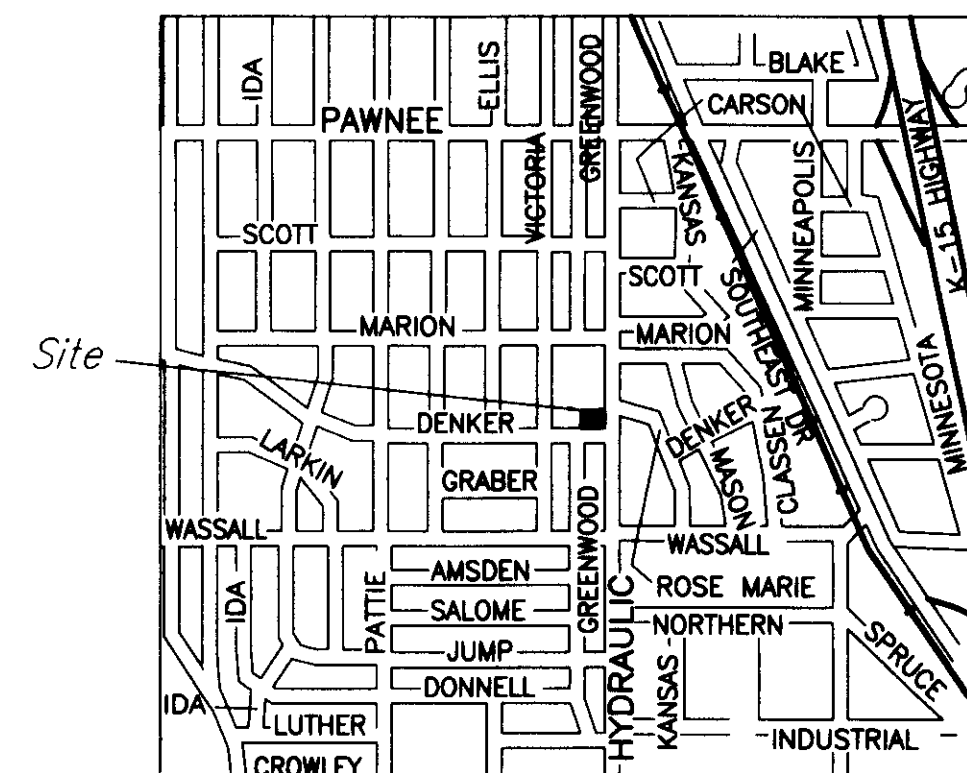 IDA
ELLIS
GREENWOOD
BLAKE
CARSON
PAWNEE
VICTORIA
KANSAS
MINNEAPOLIS
K-15 HIGHWAY
SCOTT
SCOTT
SOUTHEAST DR
MARION
MARION
Site
MINNESOTA
DENKER
DENKER
CLASSEN
LARKIN
MASON
GRABER
WASSALL
WASSALL
GREENWOOD
AMSDEN
IDA
PATTIE
SALOME
HYDRAULIC
ROSE MARIE
NORTHERN
JUMP
SPRUCE
DONNELL
KANSAS
IDA
LUTHER
INDUSTRIAL
CROWLEY